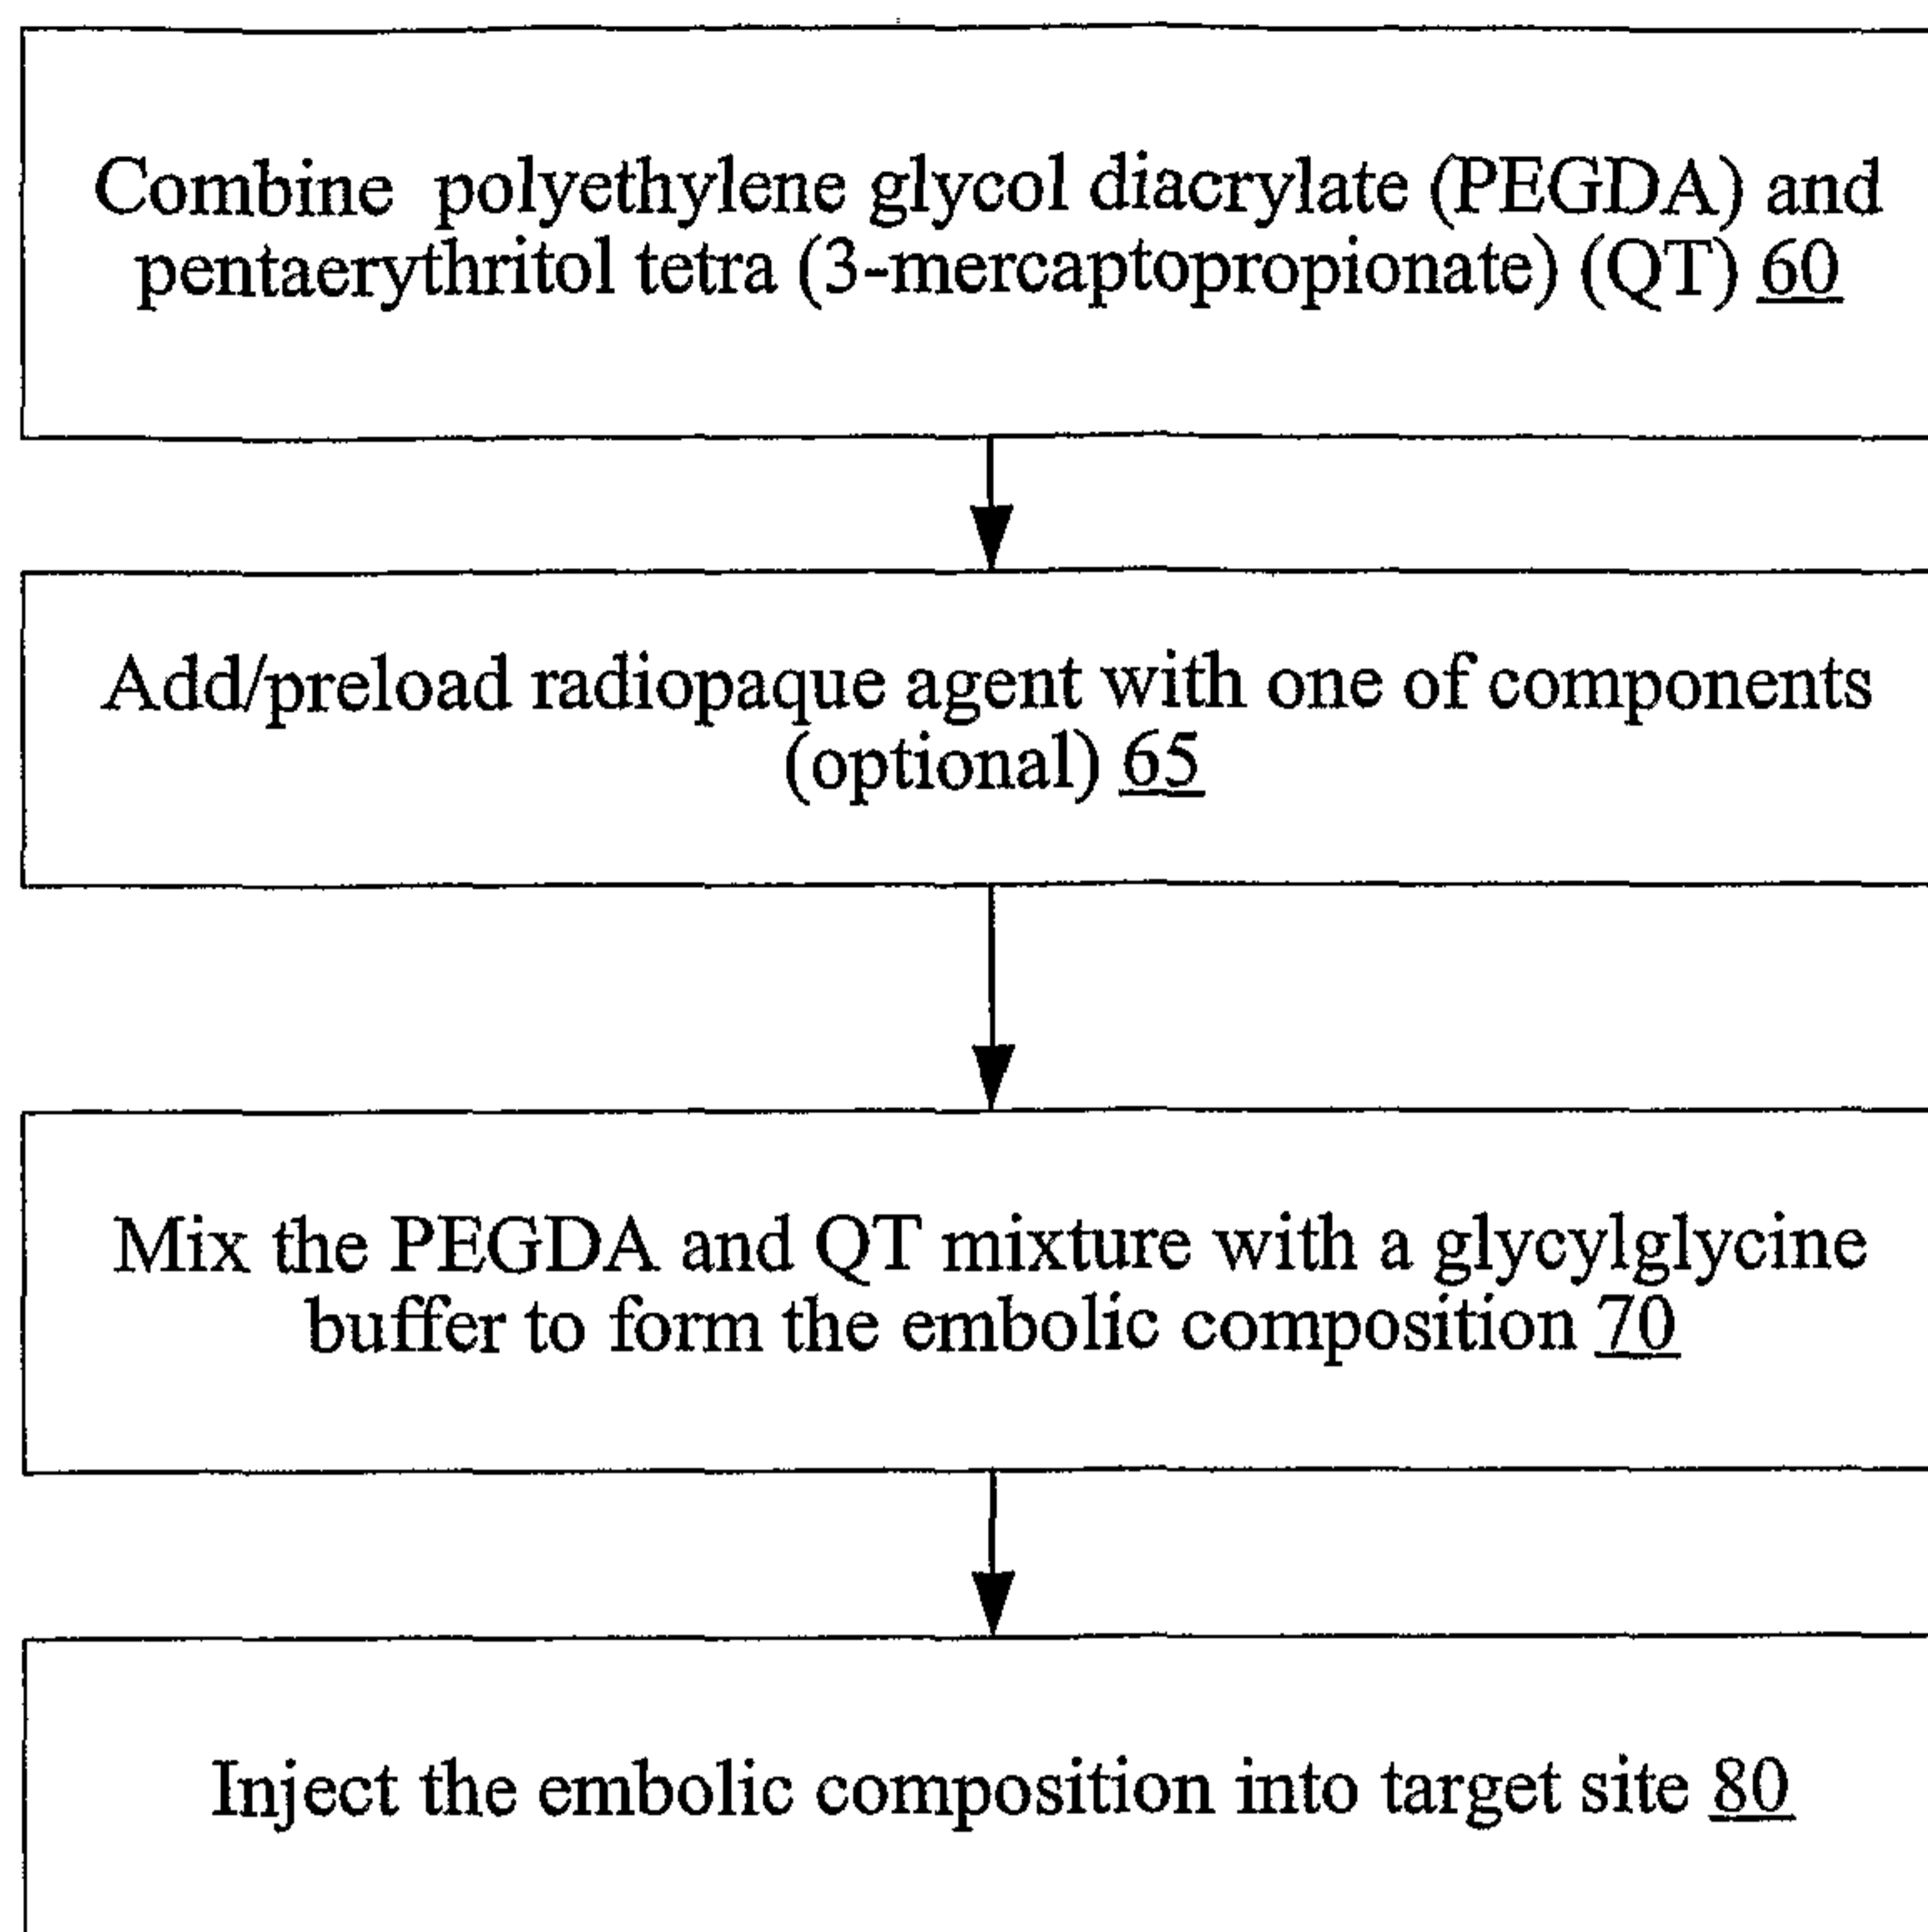 Combine polyethylene glycol diacrylate (PEGDA) and
pentaerythritol tetra (3-mercaptopropionate) (QT) 60
Add/preload radiopaque agent with one of components
(optional) 65
Mix the PEGDA and QT mixture with a glycylglycine
buffer to form the embolic composition 70
Inject the embolic composition into target site 80